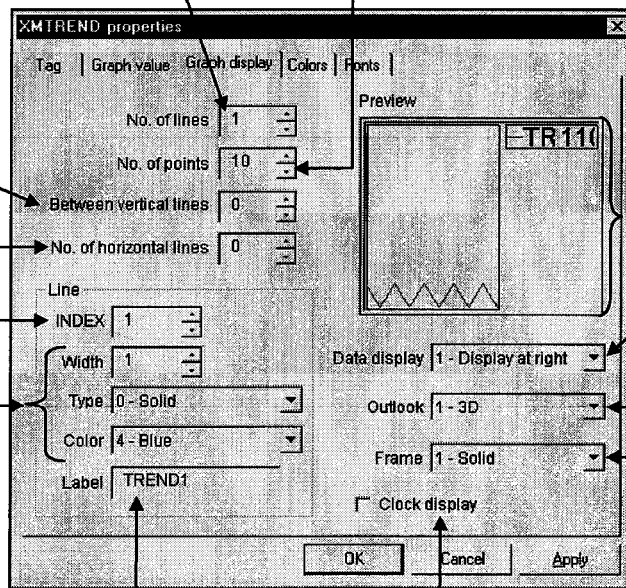 XMTREND properties
Tag Graph value Graph display Colors Fonts
No. of lines 1
No. of points 10
Between vertical lines 0
No. of horizontal lines 0
Preview
TR11
Line
INDEX 1
Width 1
Type 0 - Solid
Color 4 - Blue
Label TREND1
Data display 1 - Display at right
Outlook 1 - 3D
Frame 1 - Solid
Clock display
OK Cancel Apply